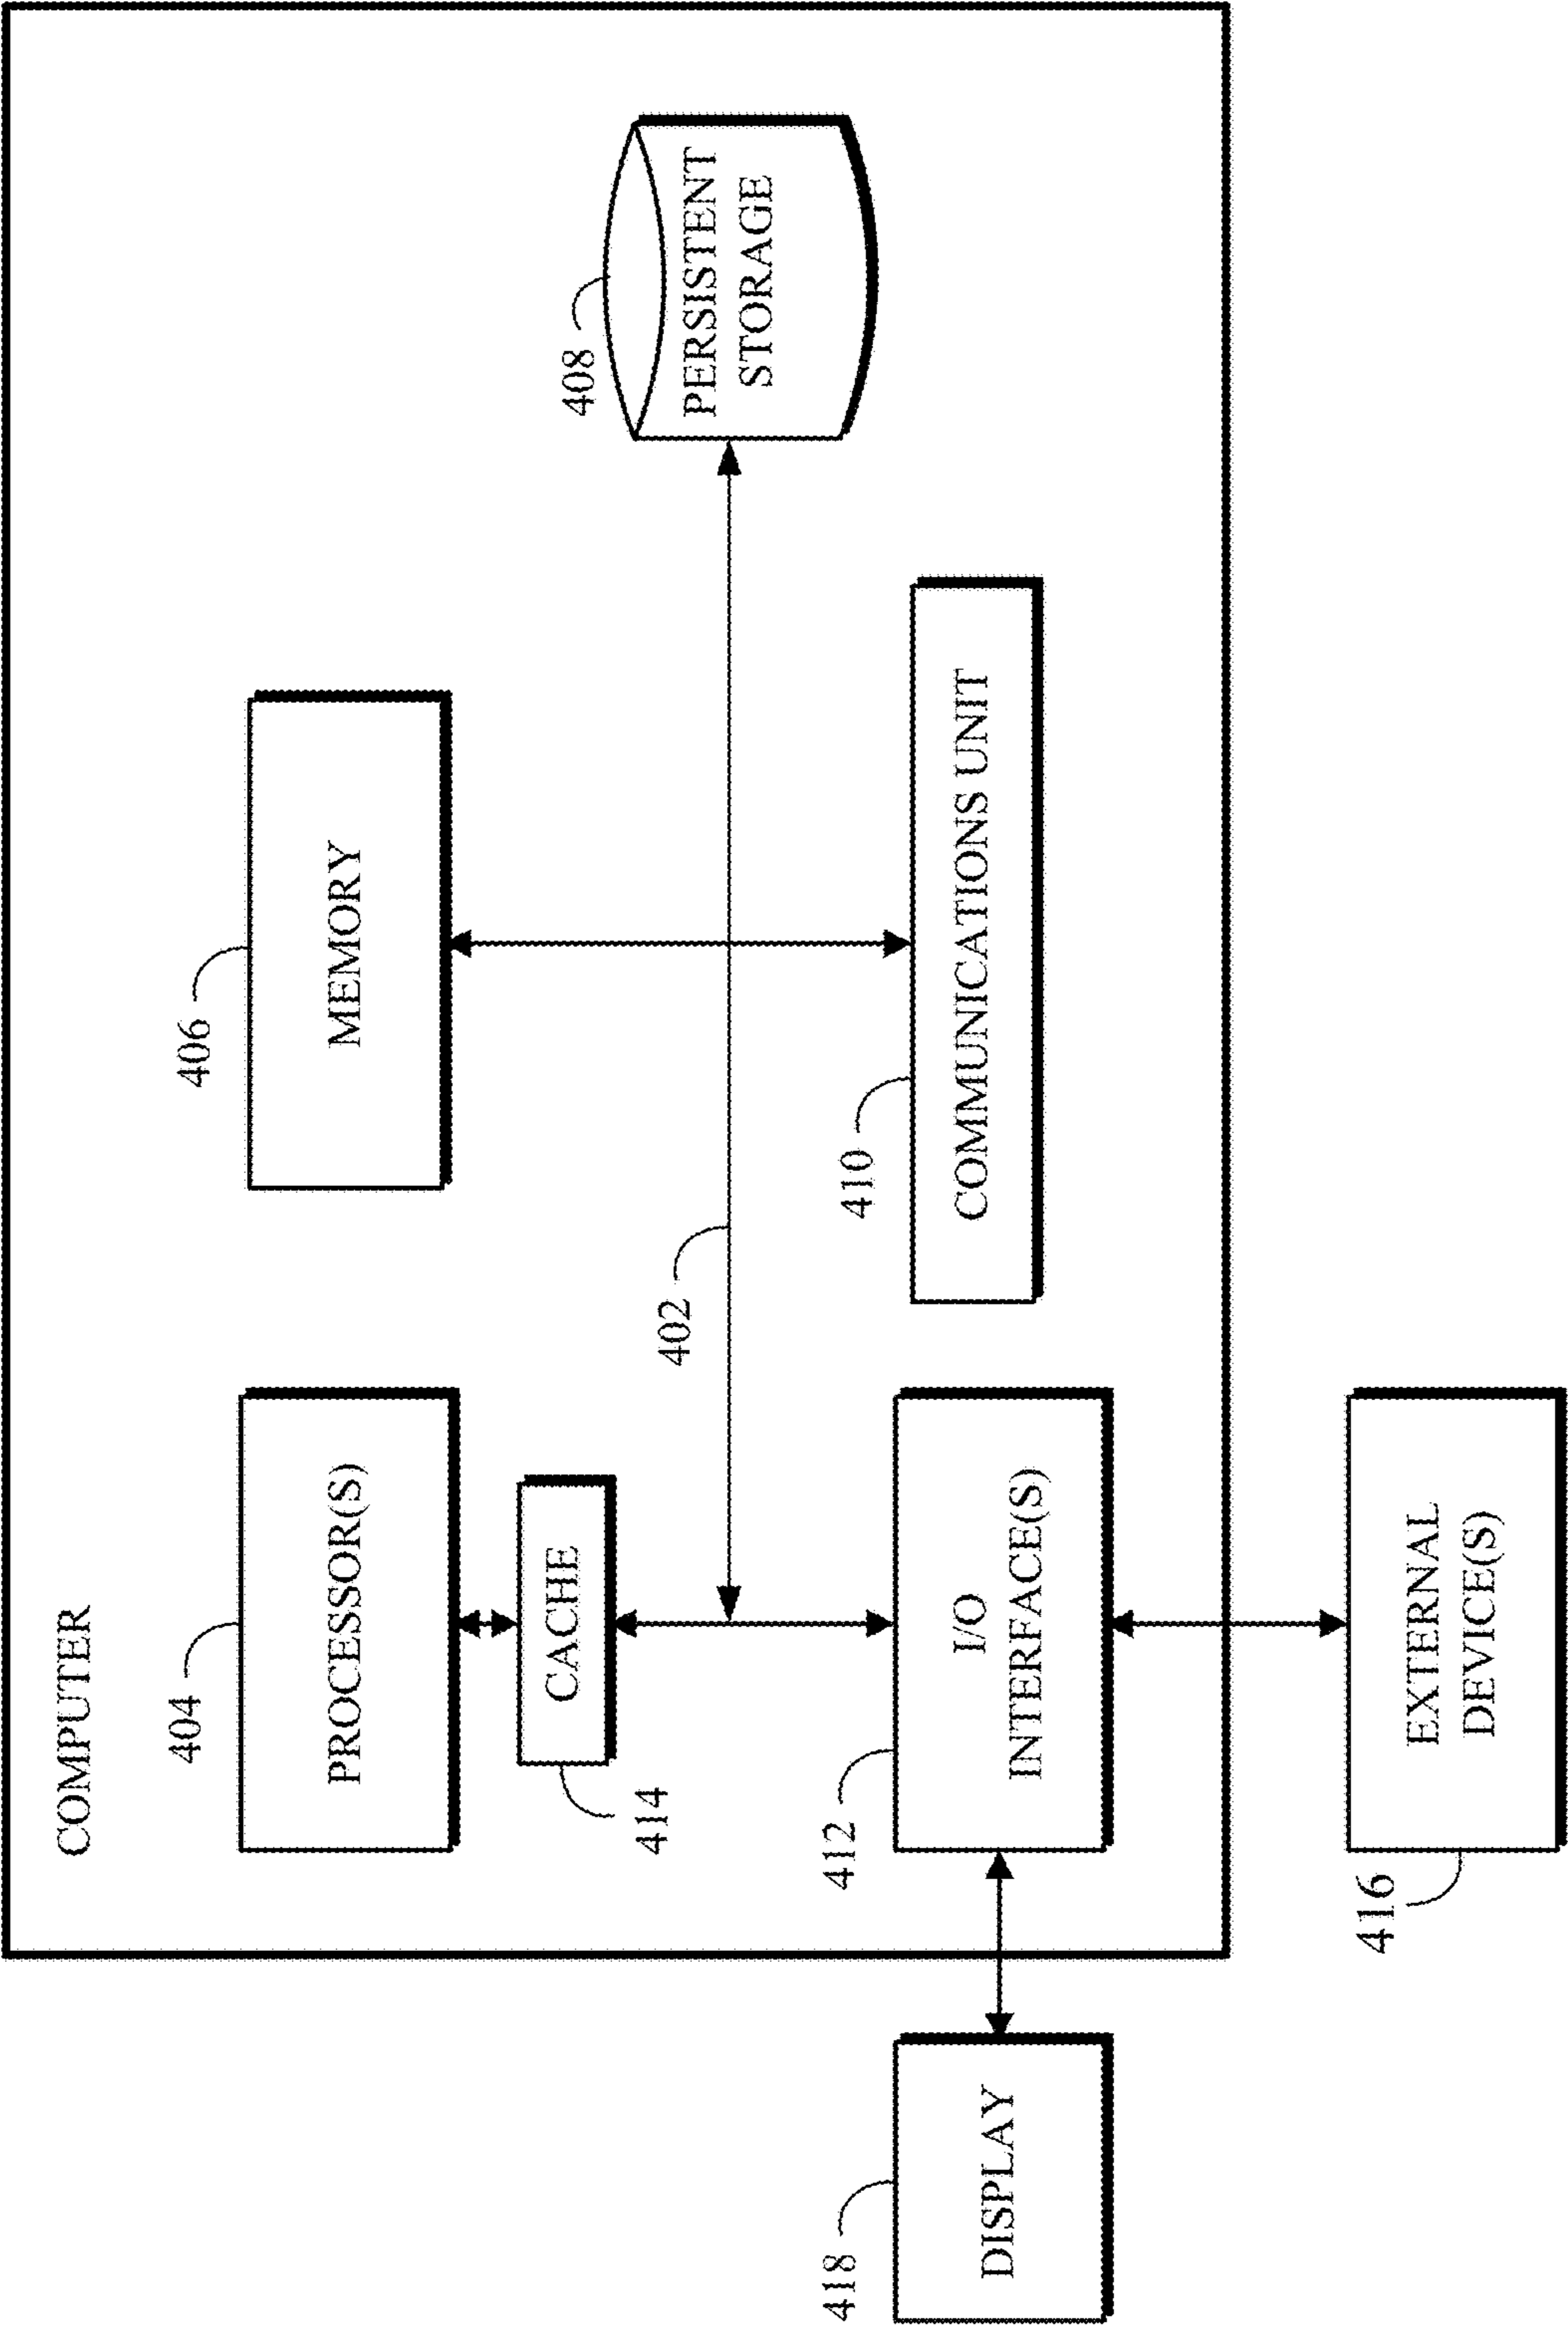 COMPUTER
404
PROCESSOR(S)
406
MEMORY
414
CACHE
402
408
PERSISTENT
STORAGE
418
DISPLAY
412
I/O
INTERFACE(S)
410
COMMUNICATIONS UNIT
416
EXTERNAL
DEVICE(S)